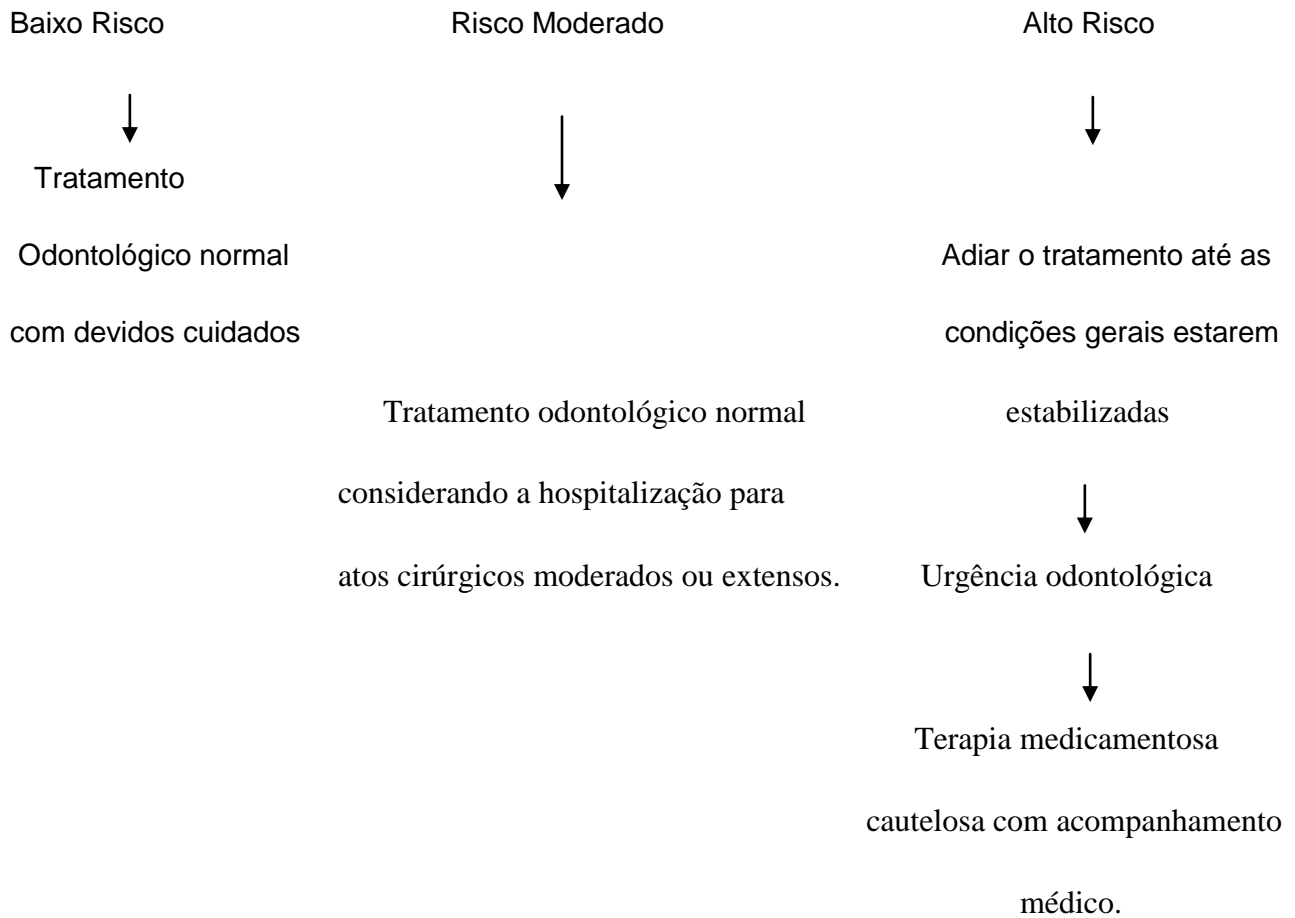 Baixo Risco
Tratamento
Odontológico normal
com devidos cuidados
Risco Moderado
Tratamento odontológico normal
considerando a hospitalização para
atos cirúrgicos moderados ou extensos.
Alto Risco
Adiar o tratamento até as
condições gerais estarem
estabilizadas
Urgência odontológica
Terapia medicamentosa
cautelosa com acompanhamento
médico.